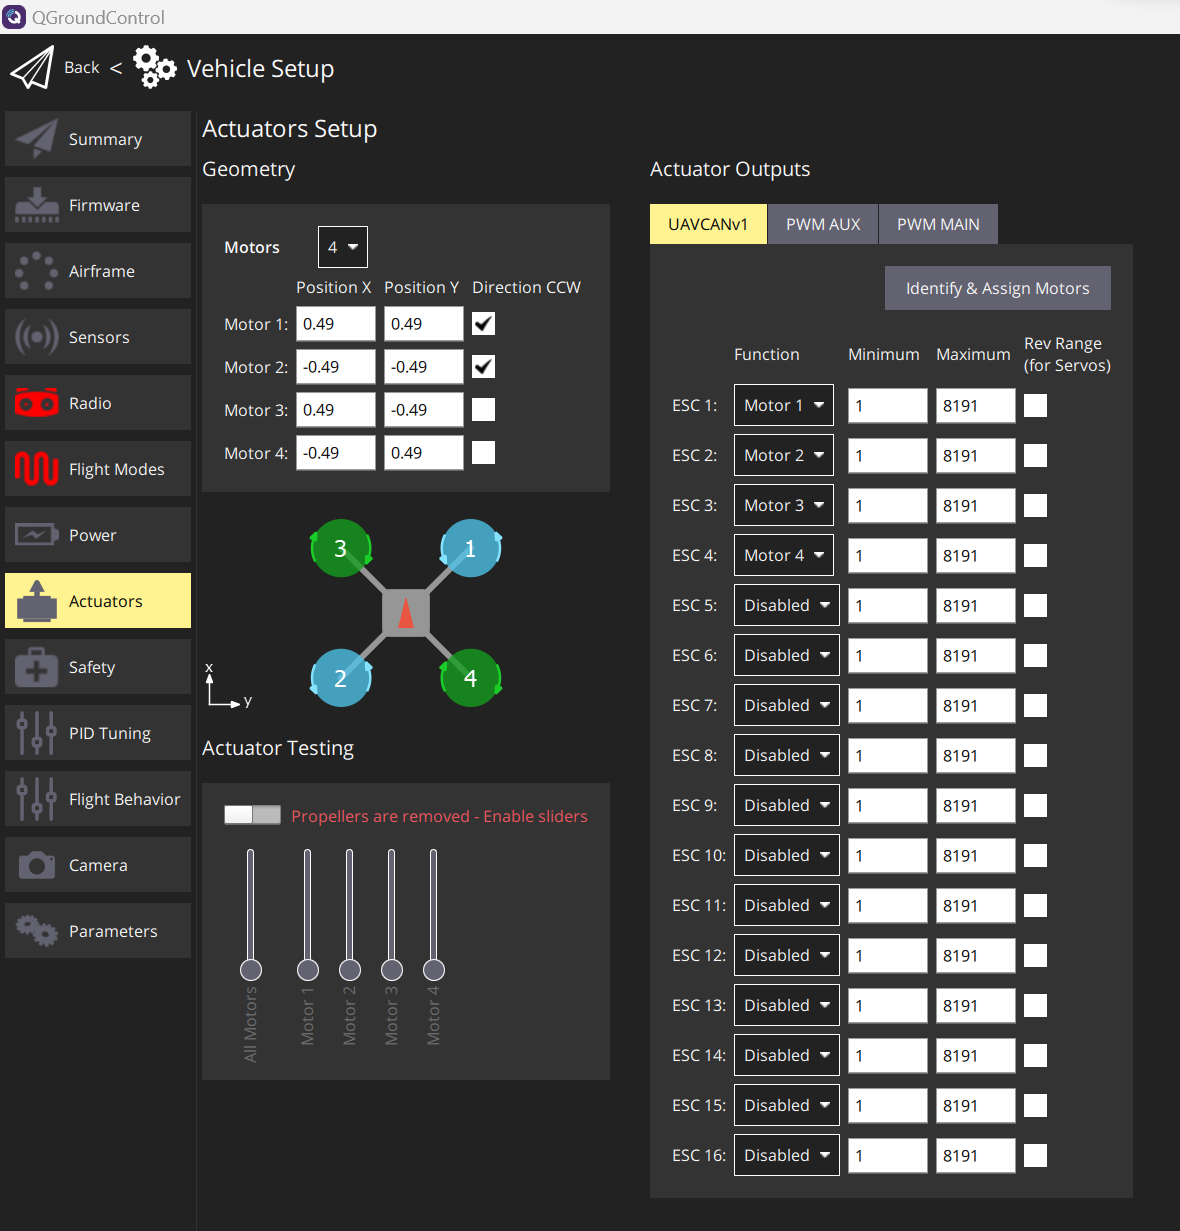 QGroundControl
Back < Vehicle Setup
Summary
Firmware
Airframe
Sensors
Radio
Flight Modes
Power
Actuators
Safety
PID Tuning
Flight Behavior
Camera
Parameters
Actuators Setup
Geometry
Motors 4
Position X Position Y Direction CCW
Motor 1: 0.49 0.49
Motor 2: -0.49 -0.49
Motor 3: 0.49 -0.49
Motor 4: -0.49 0.49
3 1
2 4
x
y
Actuator Testing
Propellers are removed - Enable sliders
All Motors
Motor 1
Motor 2
Motor 3
Motor 4
Actuator Outputs
UAVCANv1 PWM AUX PWM MAIN
Identify & Assign Motors
Function Minimum Maximum Rev Range
(for Servos)
ESC 1: Motor 1 1 8191
ESC 2: Motor 2 1 8191
ESC 3: Motor 3 1 8191
ESC 4: Motor 4 1 8191
ESC 5: Disabled 1 8191
ESC 6: Disabled 1 8191
ESC 7: Disabled 1 8191
ESC 8: Disabled 1 8191
ESC 9: Disabled 1 8191
ESC 10: Disabled 1 8191
ESC 11: Disabled 1 8191
ESC 12: Disabled 1 8191
ESC 13: Disabled 1 8191
ESC 14: Disabled 1 8191
ESC 15: Disabled 1 8191
ESC 16: Disabled 1 8191